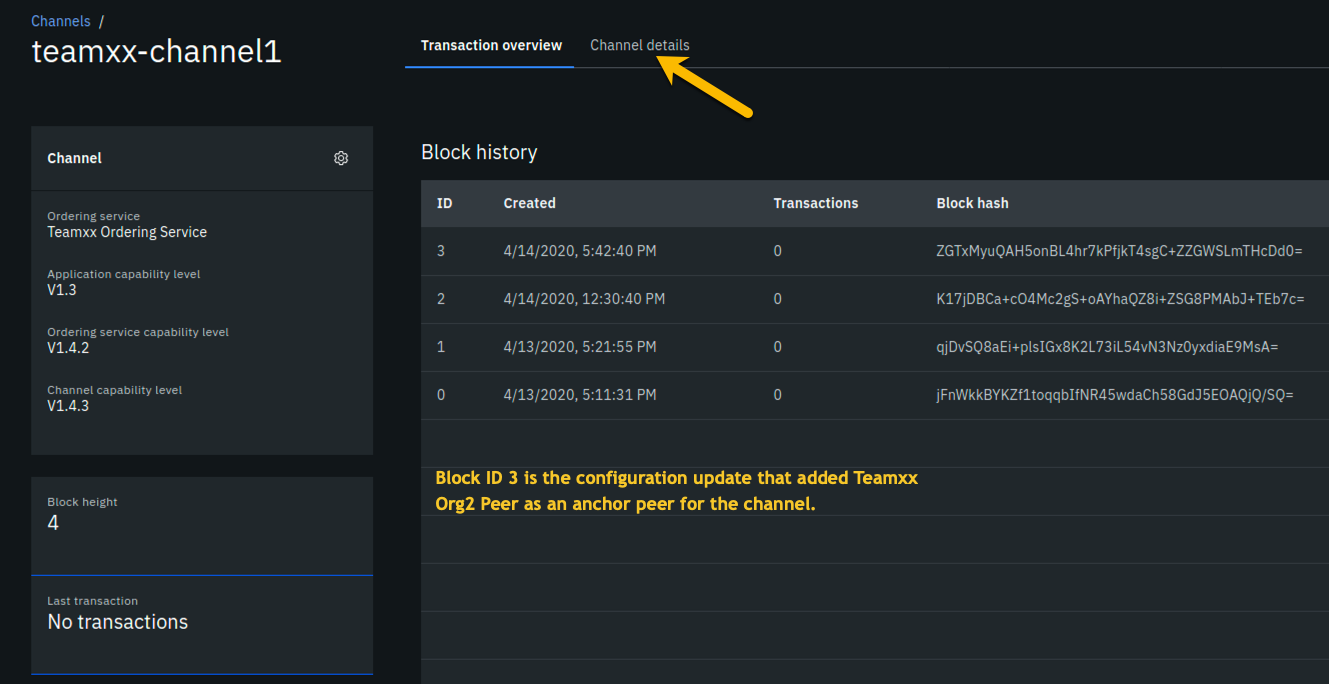 Channels /
teamxx-channel1
Transaction overview Channel details
Channel
Ordering service
Teamxx Ordering Service
Application capability level
V1.3
Ordering service capability level
V1.4.2
Channel capability level
V1.4.3
Block height
4
Last transaction
No transactions
Block history
ID Created Transactions Block hash
3 4/14/2020, 5:42:40 PM 0 ZGTxMyuQAH5onBL4hr7kPfjkT4sgC+ZZGWSLmTHcDd0=
2 4/14/2020, 12:30:40 PM 0 K17jDBCa+cO4Mc2gS+oAYhaQZ8i+ZSG8PMAbJ+TEb7c=
1 4/13/2020, 5:21:55 PM 0 qjDvSQ8aEi+plsIGx8K2L73iL54vN3Nz0yxdiaE9MsA=
0 4/13/2020, 5:11:31 PM 0 jFnWkkBYKZf1toqqbIfNR45wdaCh58GdJ5EOAQjQ/SQ=
Block ID 3 is the configuration update that added Teamxx
Org2 Peer as an anchor peer for the channel.